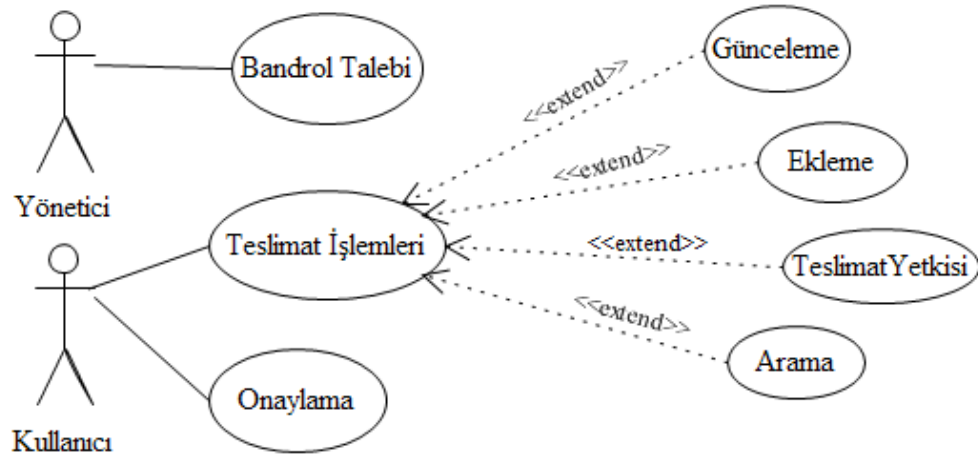 Bandrol Talebi
Yönetici
Teslimat İşlemleri
Kullanıcı
Onaylama
<<extend>>
Günceleme
<<extend>>
Ekleme
<<extend>>
TeslimatYetkisi
<<extend>>
Arama